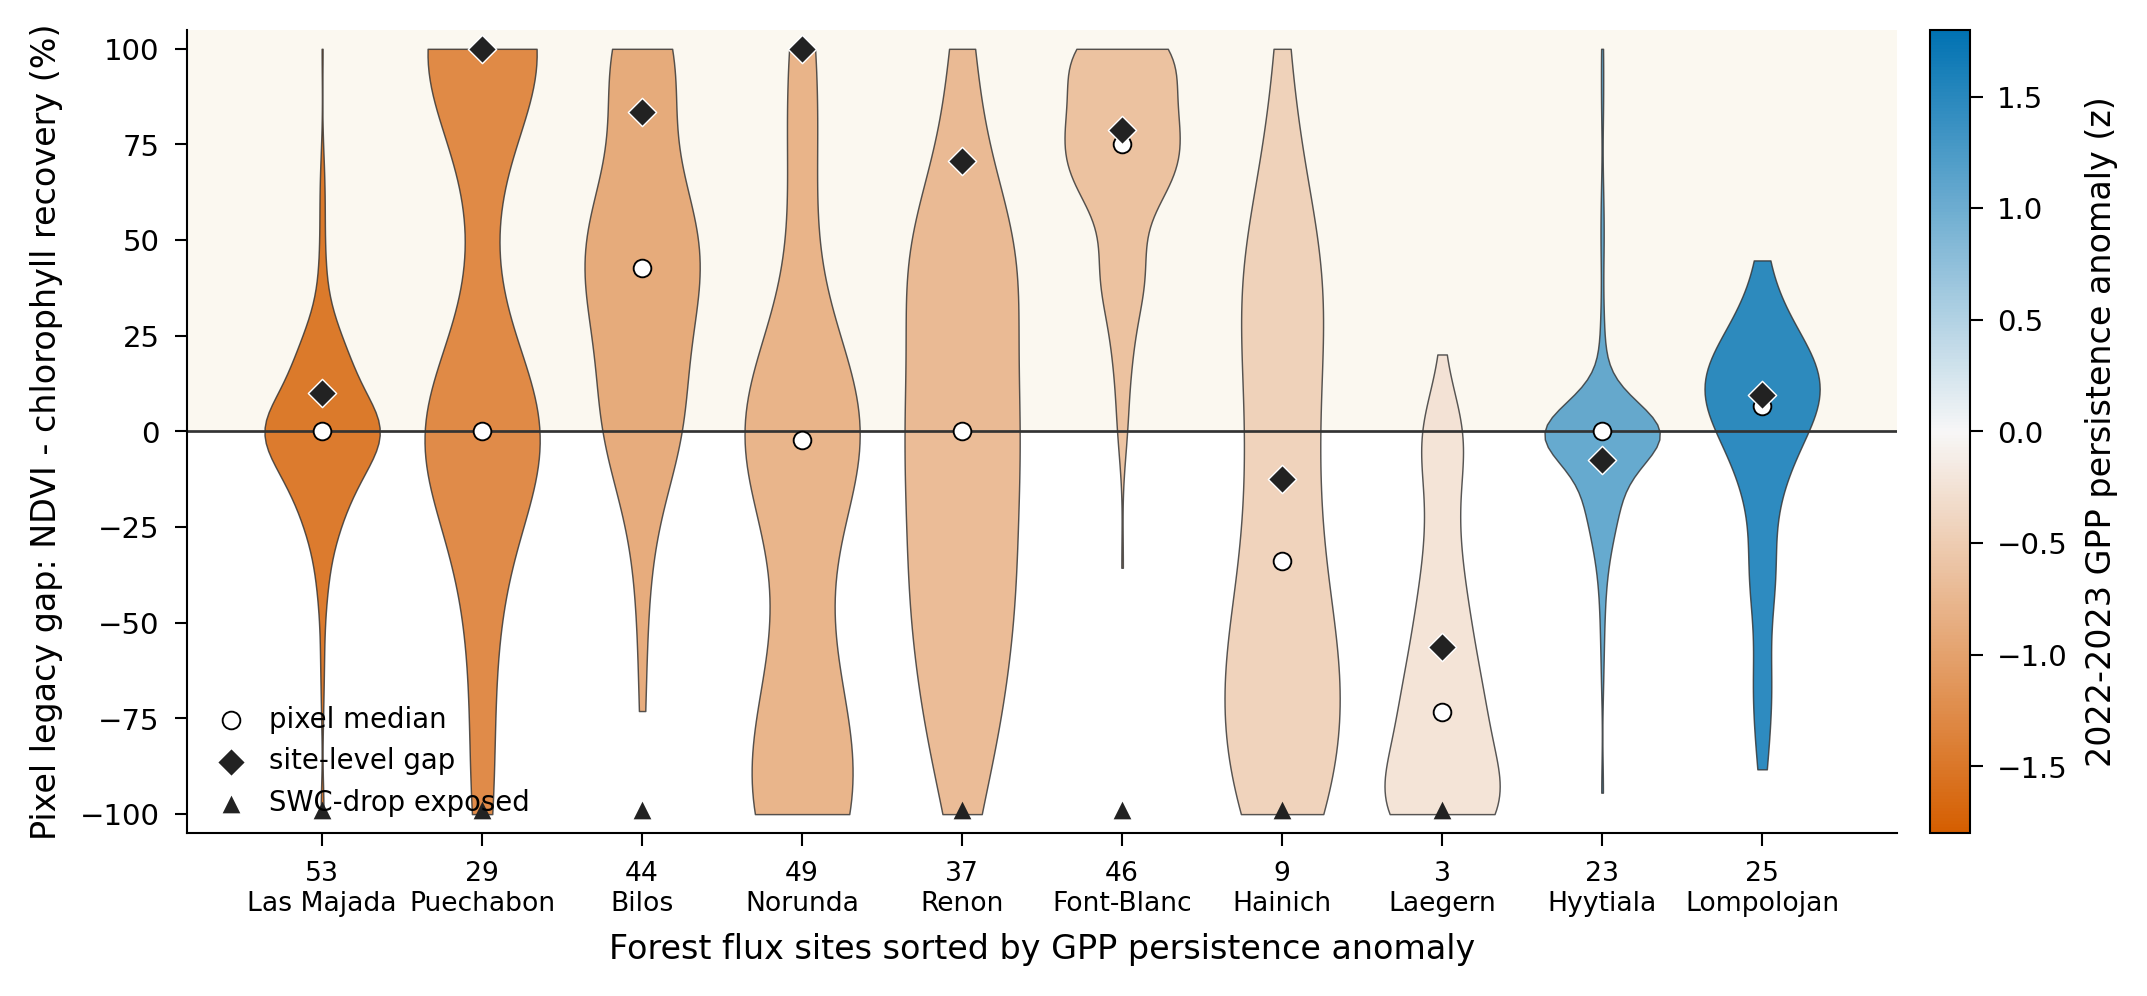 Pixel legacy gap: NDVI - chlorophyll recovery (%)
100
75
50
25
0
−25
−50
−75
−100
pixel median
site-level gap
SWC-drop exposed
53 29 44 49 37 46 9 3 23 25
Las Majada Puechabon Bilos Norunda Renon Font-Blanc Hainich Laegern Hyytiala Lompolojan
Forest flux sites sorted by GPP persistence anomaly
1.5
1.0
0.5
0.0
−0.5
−1.0
−1.5
2022-2023 GPP persistence anomaly (z)